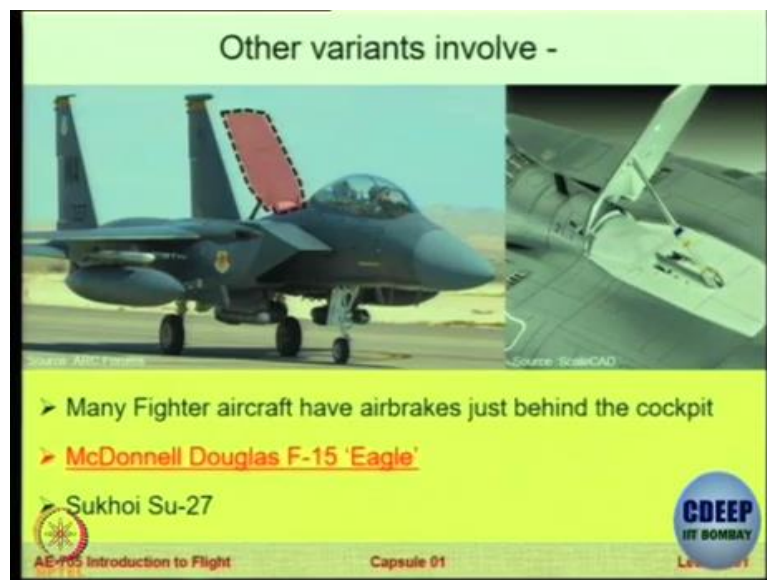 Other variants involve -
Source: ARC Forums
Source: ScaleCAD
➢ Many Fighter aircraft have airbrakes just behind the cockpit
➢ McDonnell Douglas F-15 'Eagle'
➢ Sukhoi Su-27
CDEEP
IIT BOMBAY
AE-705 Introduction to Flight
Capsule 01
NPTEL